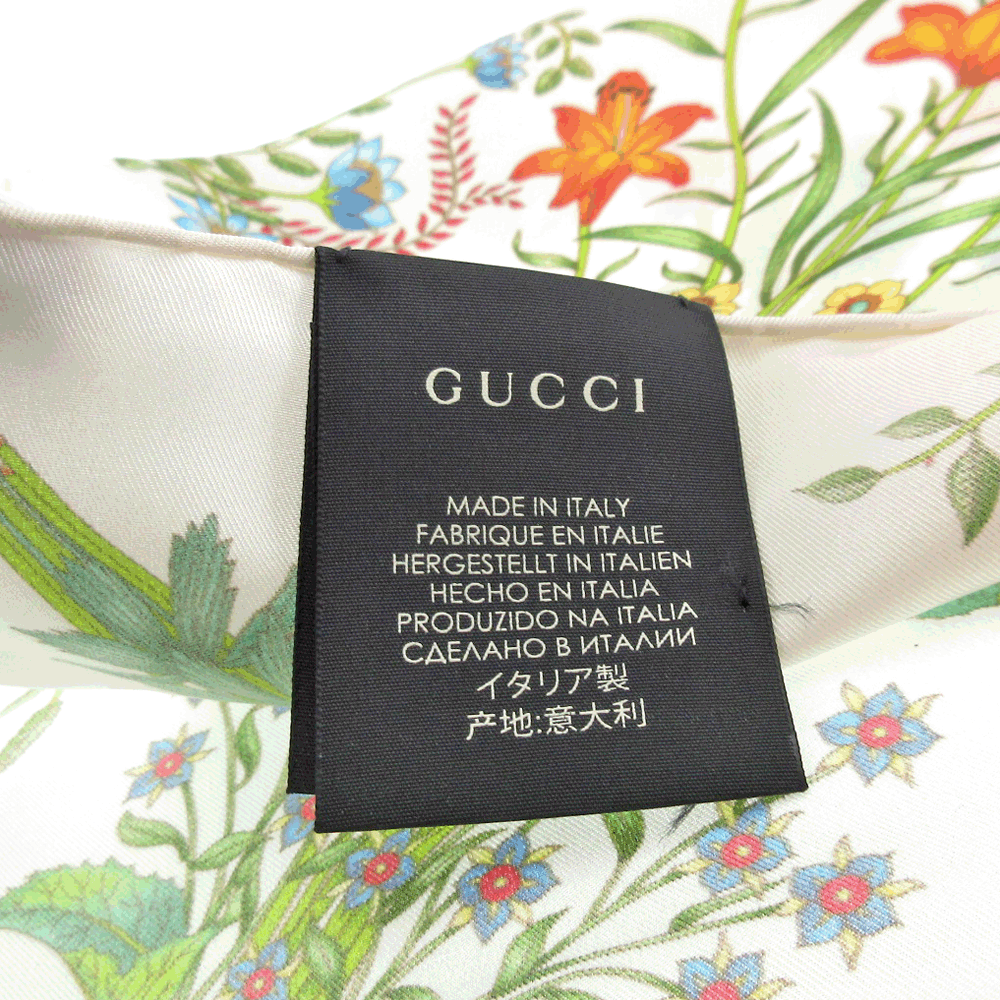 GUCCI
MADE IN ITALY
FABRIQUE EN ITALIE
HERGESTELLT IN ITALIEN
HECHO EN ITALIA
PRODUZIDO NA ITALIA
СДЕЛАНО В ИТАЛИИ
イタリア製
产地:意大利